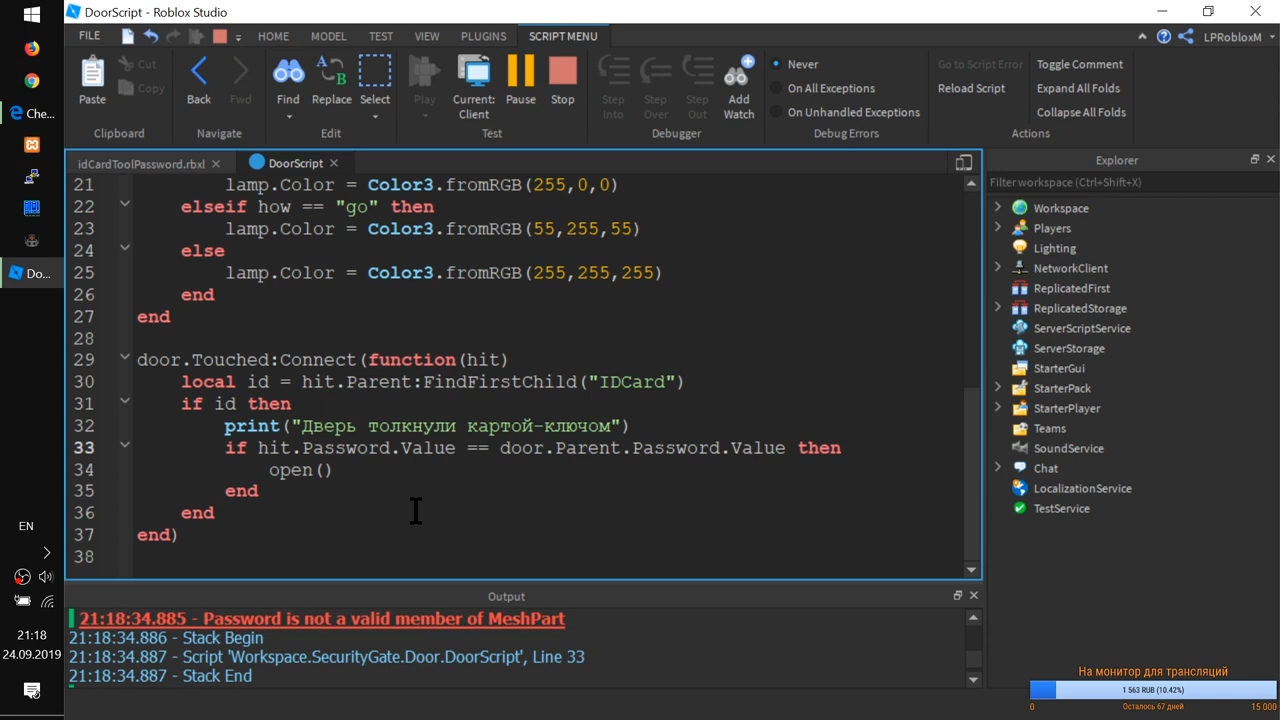 DoorScript - Roblox Studio
FILE HOME MODEL TEST VIEW PLUGINS SCRIPT MENU LPRobloxM
Paste Cut Copy Back Fwd Find Replace Select Play Current: Client Pause Stop Step Into Step Over Step Out Add Watch
Never
On All Exceptions
On Unhandled Exceptions
Go to Script Error Toggle Comment
Reload Script Expand All Folds
Collapse All Folds
Clipboard Navigate Edit Test Debugger Debug Errors Actions
Che...
Do...
idCardToolPassword.rbxl DoorScript
21 lamp.Color = Color3.fromRGB(255,0,0)
22 elseif how == "go" then
23 lamp.Color = Color3.fromRGB(55,255,55)
24 else
25 lamp.Color = Color3.fromRGB(255,255,255)
26 end
27 end
28
29 door.Touched:Connect(function(hit)
30 local id = hit.Parent:FindFirstChild("IDCard")
31 if id then
32 print("Дверь толкнули картой-ключом")
33 if hit.Password.Value == door.Parent.Password.Value then
34 open()
35 end
36 end
37 end)
38
Explorer
Filter workspace (Ctrl+Shift+X)
Workspace
Players
Lighting
NetworkClient
ReplicatedFirst
ReplicatedStorage
ServerScriptService
ServerStorage
StarterGui
StarterPack
StarterPlayer
Teams
SoundService
Chat
LocalizationService
TestService
Output
21:18:34.885 - Password is not a valid member of MeshPart
21:18:34.886 - Stack Begin
21:18:34.887 - Script 'Workspace.SecurityGate.Door.DoorScript', Line 33
21:18:34.887 - Stack End
EN
21:18
24.09.2019
На монитор для трансляций
1 563 RUB (10.42%)
0 Осталось 67 дней 15 000